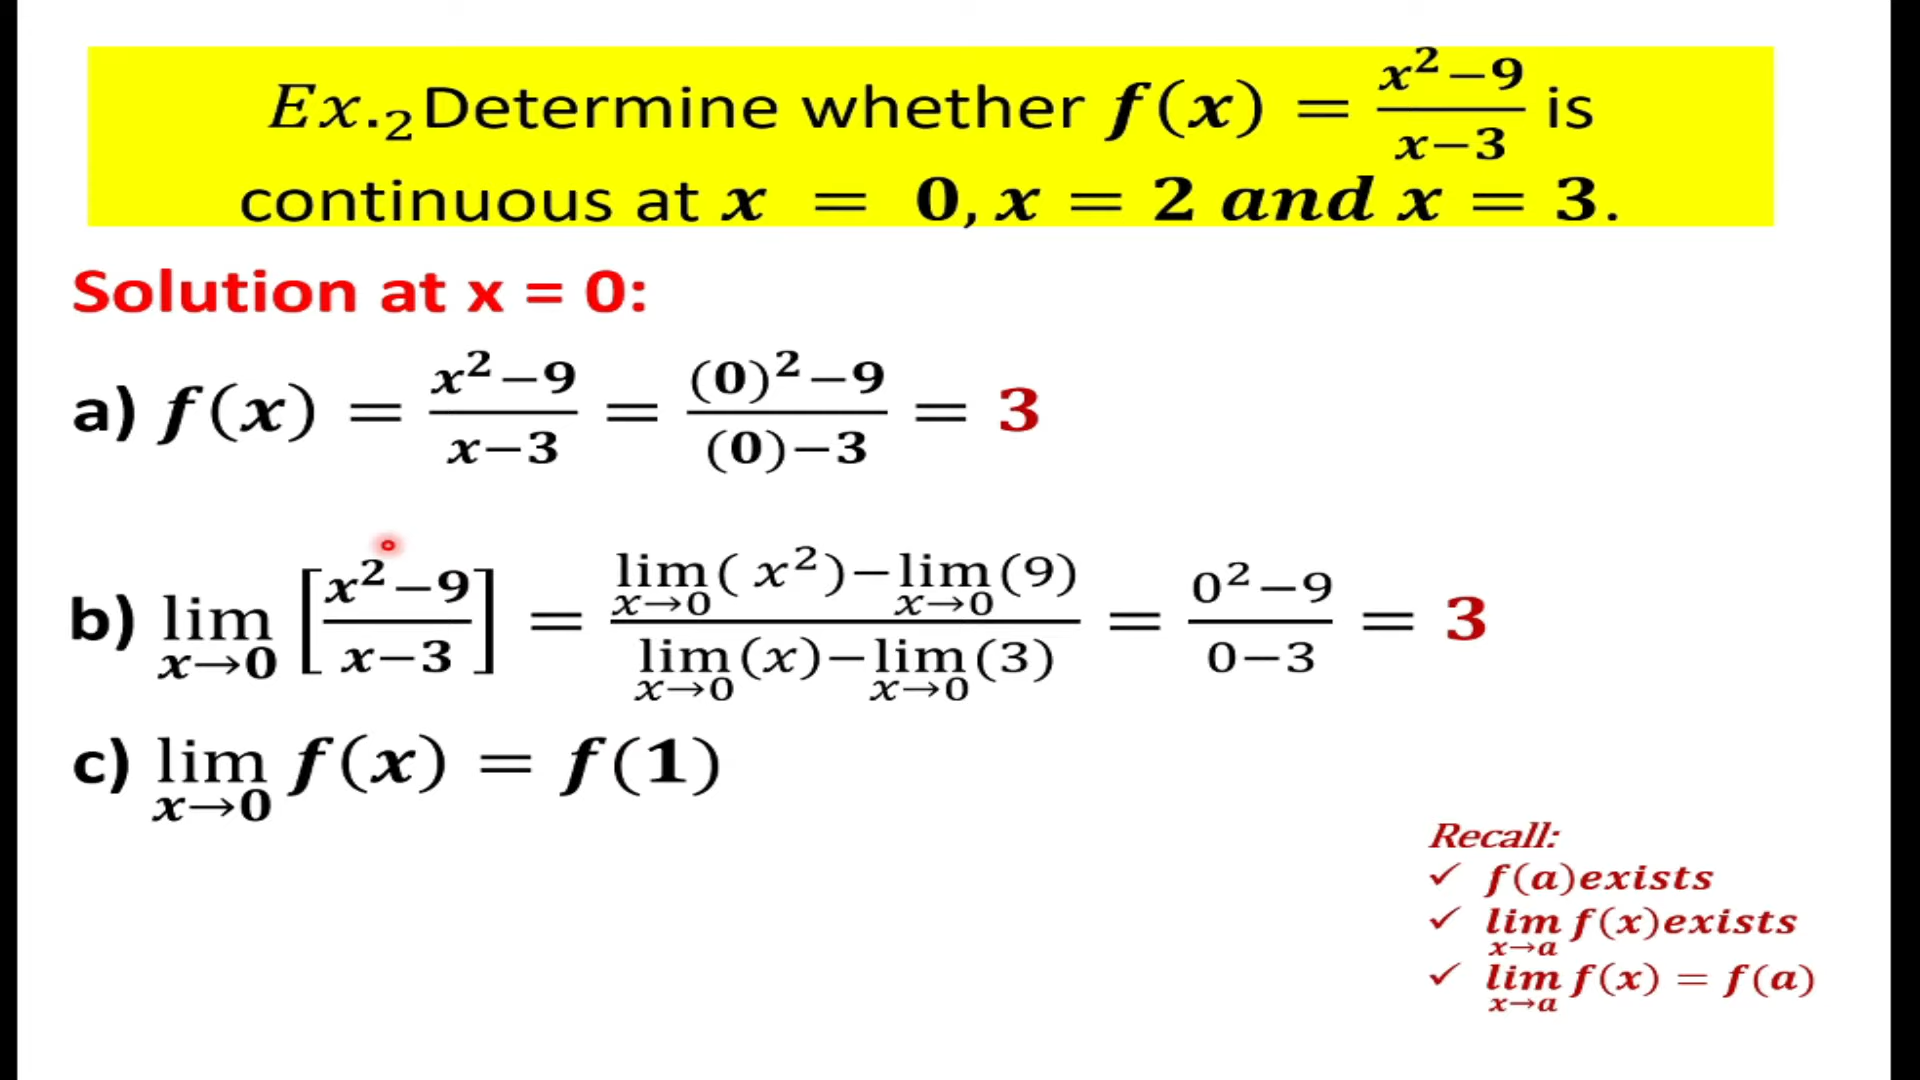 Ex.₂ Determine whether f(x) = (x²−9)/(x−3) is
continuous at x = 0, x = 2 and x = 3.
Solution at x = 0:
a) f(x) = (x²−9)/(x−3) = ((0)²−9)/((0)−3) = 3
b) lim x→0 [(x²−9)/(x−3)] = (lim x→0 (x²) − lim x→0 (9))/(lim x→0 (x) − lim x→0 (3)) = (0²−9)/(0−3) = 3
c) lim x→0 f(x) = f(1)
Recall:
✓ f(a)exists
✓ lim x→a f(x)exists
✓ lim x→a f(x) = f(a)